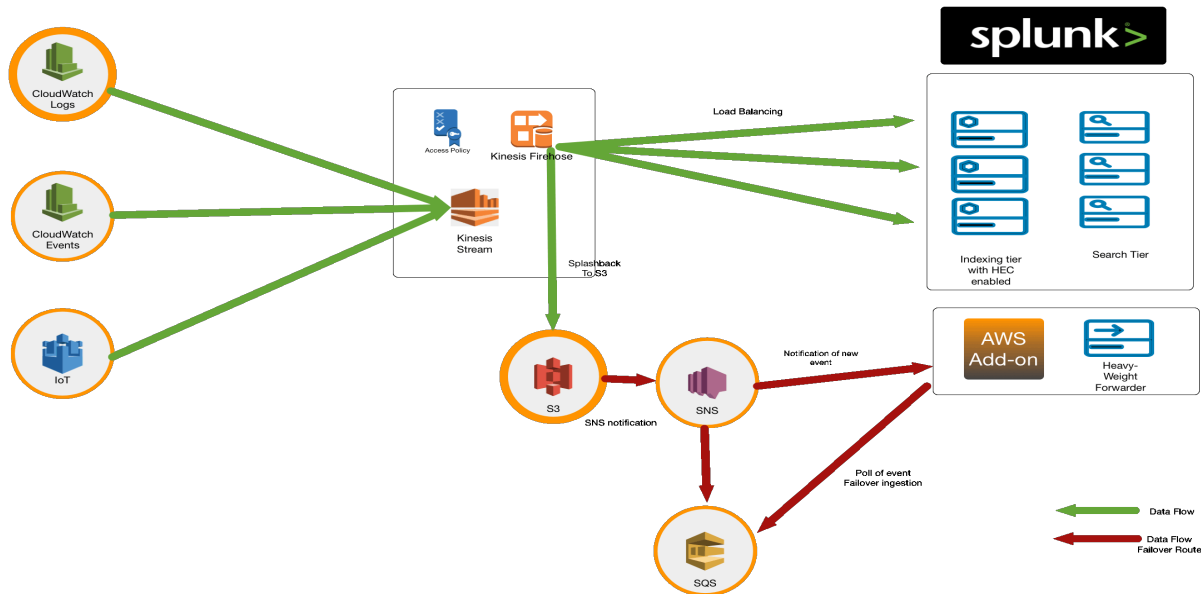 splunk>
CloudWatch
Logs
Load Balancing
Access Policy
Kinesis Firehose
CloudWatch
Events
Kinesis
Stream
Indexing tier
with HEC
enabled
Search Tier
Splashback
To S3
IoT
AWS
Add-on
Heavy-
Weight
Forwarder
Notification of new
event
S3
SNS
SNS notification
Poll of event
Failover ingestion
SQS
Data Flow
Data Flow
Failover Route